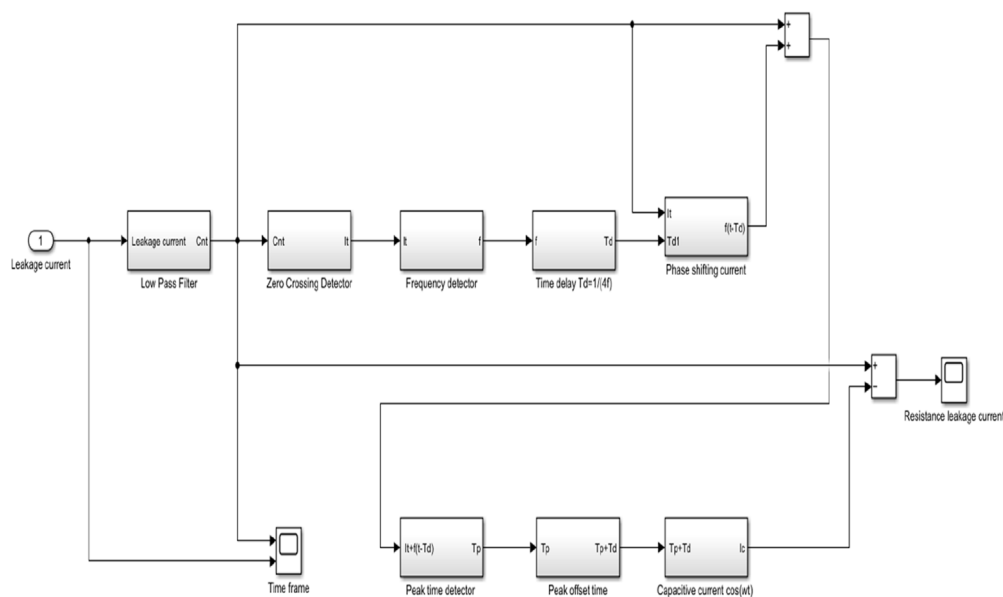 +
+
It
f(t-Td)
Td1
Phase shifting current
1
Leakage current
Leakage current Cnt
Low Pass Filter
Cnt It
Zero Crossing Detector
It f
Frequency detector
f Td
Time delay Td=1/(4f)
+
−
Resistance leakage current
Time frame
It+f(t-Td) Tp
Peak time detector
Tp Tp+Td
Peak offset time
Tp+Td Ic
Capacitive current cos(wt)